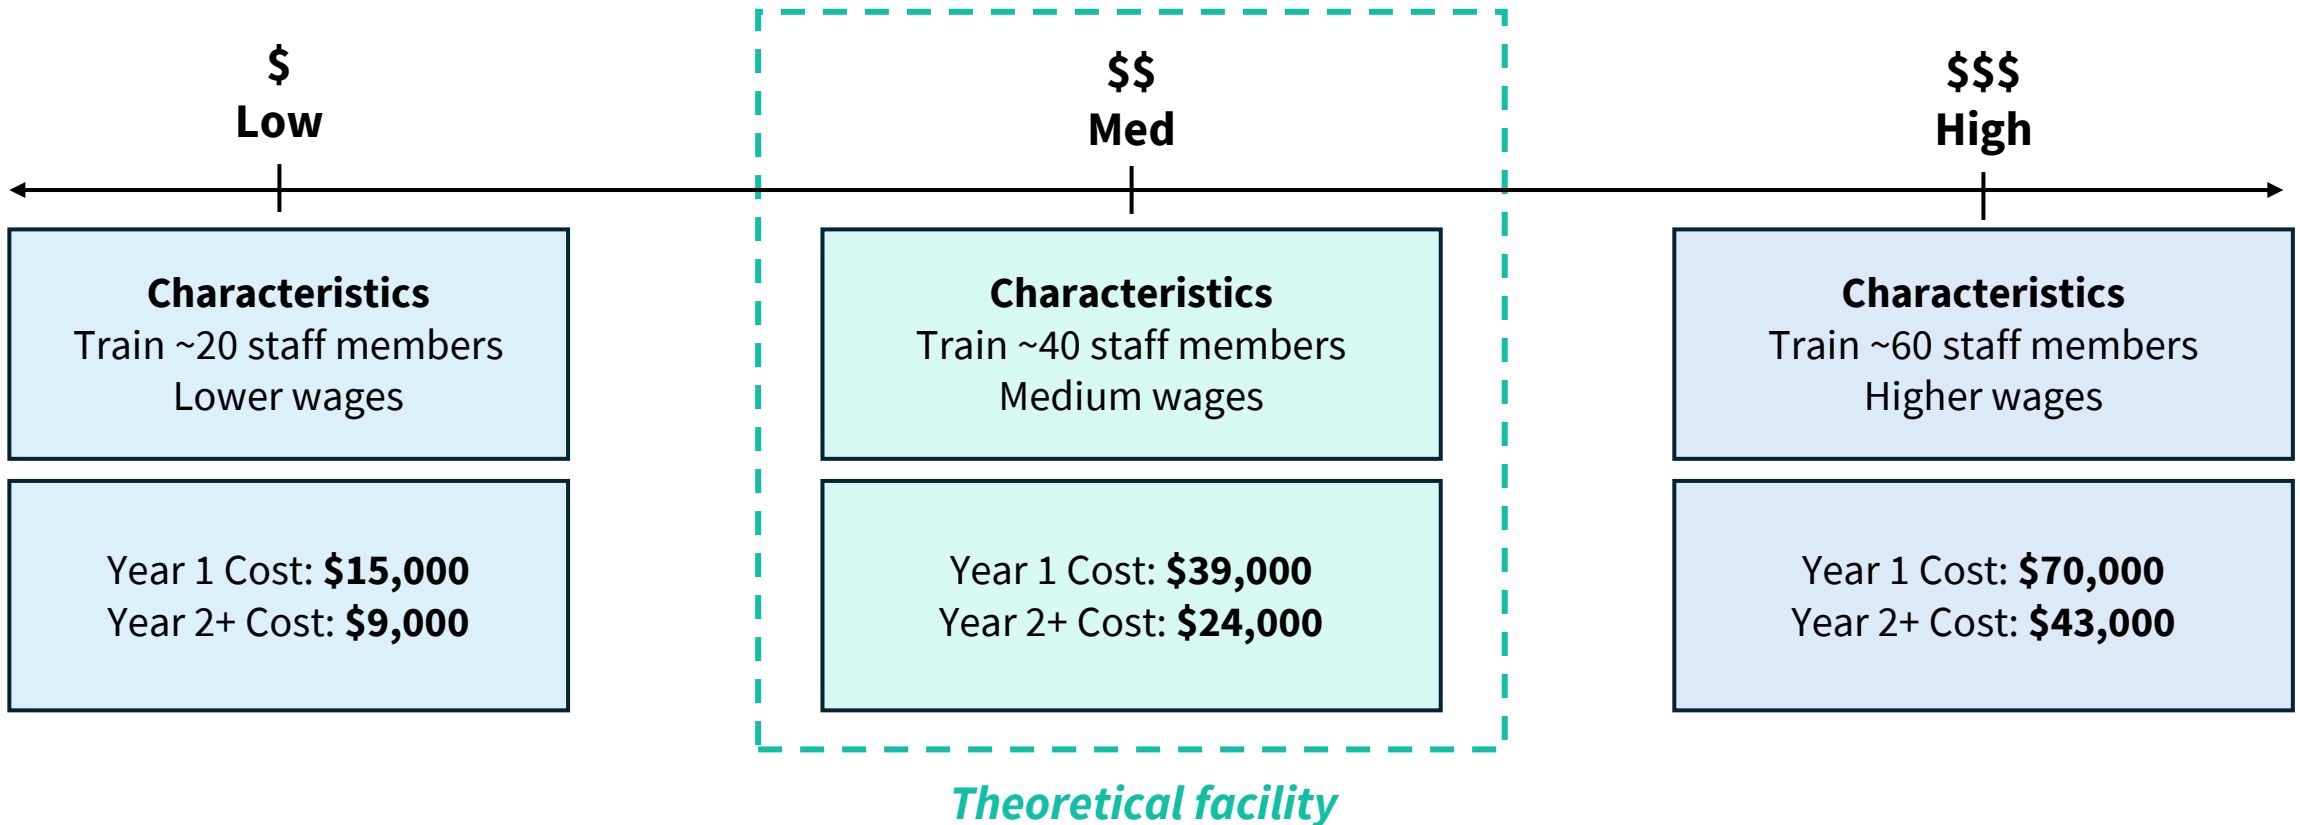 $
Low
$$
Med
$$$
High
Characteristics
Train ~20 staff members
Lower wages
Characteristics
Train ~40 staff members
Medium wages
Characteristics
Train ~60 staff members
Higher wages
Year 1 Cost: $15,000
Year 2+ Cost: $9,000
Year 1 Cost: $39,000
Year 2+ Cost: $24,000
Year 1 Cost: $70,000
Year 2+ Cost: $43,000
Theoretical facility